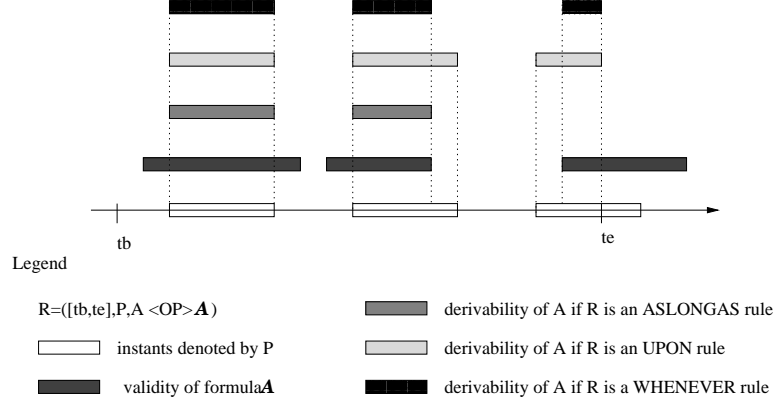 tb
te
Legend
R=([tb,te],P,A <OP> A )
instants denoted by P
validity of formula A
derivability of A if R is an ASLONGAS rule
derivability of A if R is an UPON rule
derivability of A if R is a WHENEVER rule